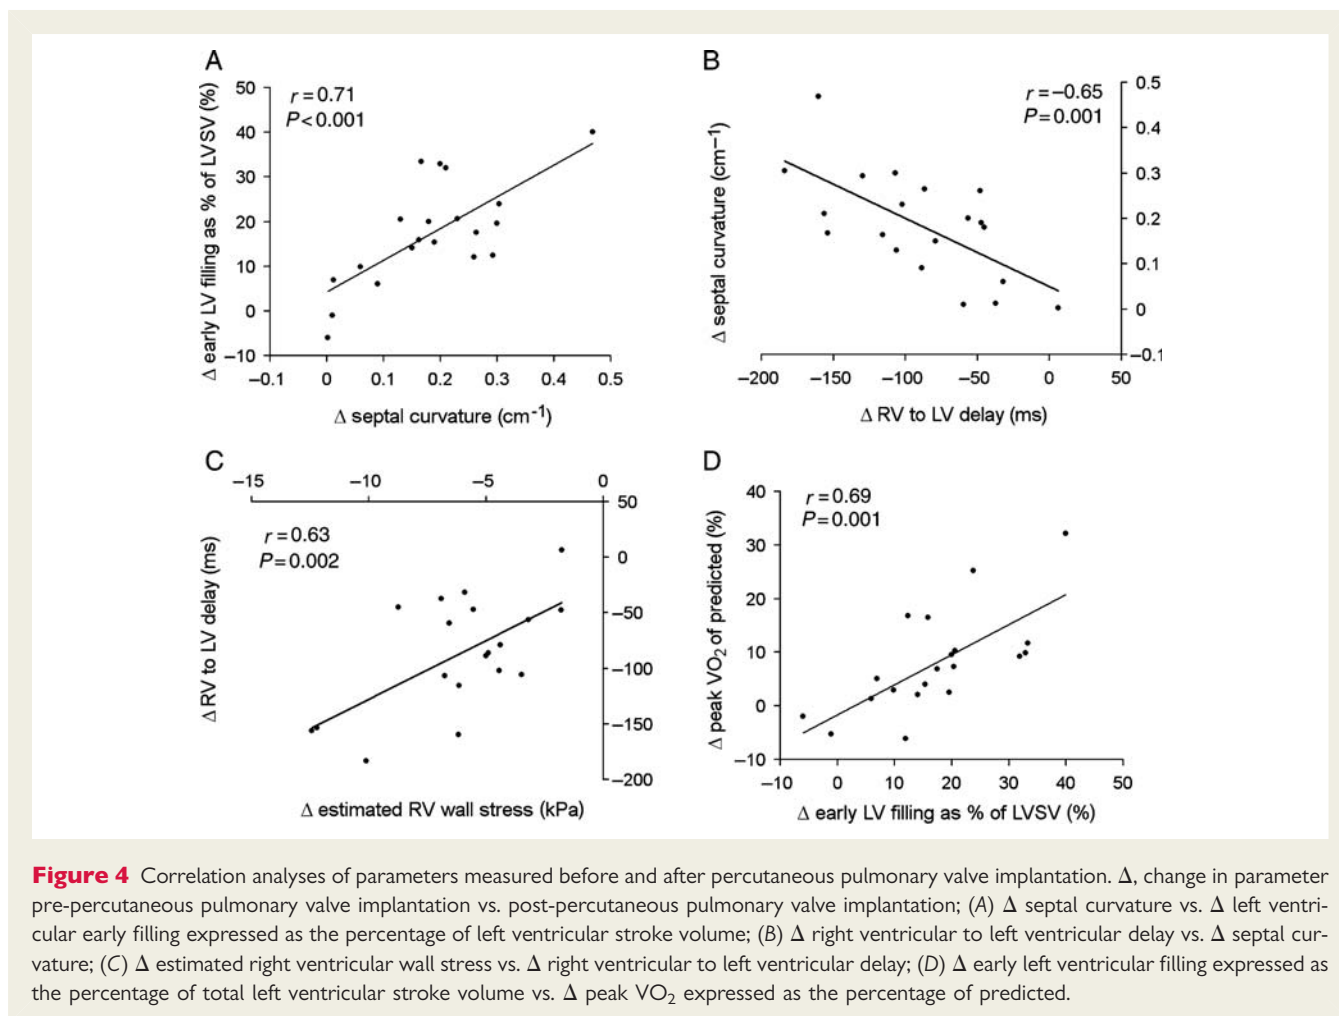 A
r = 0.71
P < 0.001
Δ early LV filling as % of LVSV (%)
50
40
30
20
10
0
−10
−0.1 0 0.1 0.2 0.3 0.4 0.5
Δ septal curvature (cm-1)
B
r = −0.65
P = 0.001
Δ septal curvature (cm−1)
0.5
0.4
0.3
0.2
0.1
0
−0.1
−200 −150 −100 −50 0 50
Δ RV to LV delay (ms)
C
−15 −10 −5 0
r = 0.63
P = 0.002
Δ RV to LV delay (ms)
50
0
−50
−100
−150
−200
Δ estimated RV wall stress (kPa)
D
r = 0.69
P = 0.001
Δ peak VO2 of predicted (%)
40
30
20
10
0
−10
−10 0 10 20 30 40 50
Δ early LV filling as % of LVSV (%)
Figure 4 Correlation analyses of parameters measured before and after percutaneous pulmonary valve implantation. Δ, change in parameter
pre-percutaneous pulmonary valve implantation vs. post-percutaneous pulmonary valve implantation; (A) Δ septal curvature vs. Δ left ventri-
cular early filling expressed as the percentage of left ventricular stroke volume; (B) Δ right ventricular to left ventricular delay vs. Δ septal cur-
vature; (C) Δ estimated right ventricular wall stress vs. Δ right ventricular to left ventricular delay; (D) Δ early left ventricular filling expressed as
the percentage of total left ventricular stroke volume vs. Δ peak VO2 expressed as the percentage of predicted.